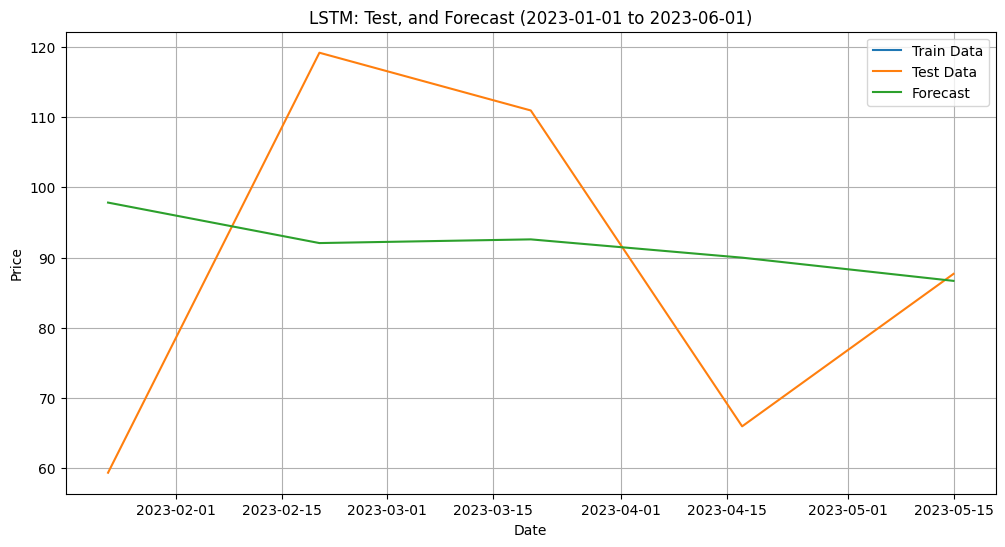 LSTM: Test, and Forecast (2023-01-01 to 2023-06-01)
Train Data
Test Data
Forecast
120
110
100
90
80
70
60
Price
2023-02-01 2023-02-15 2023-03-01 2023-03-15 2023-04-01 2023-04-15 2023-05-01 2023-05-15
Date